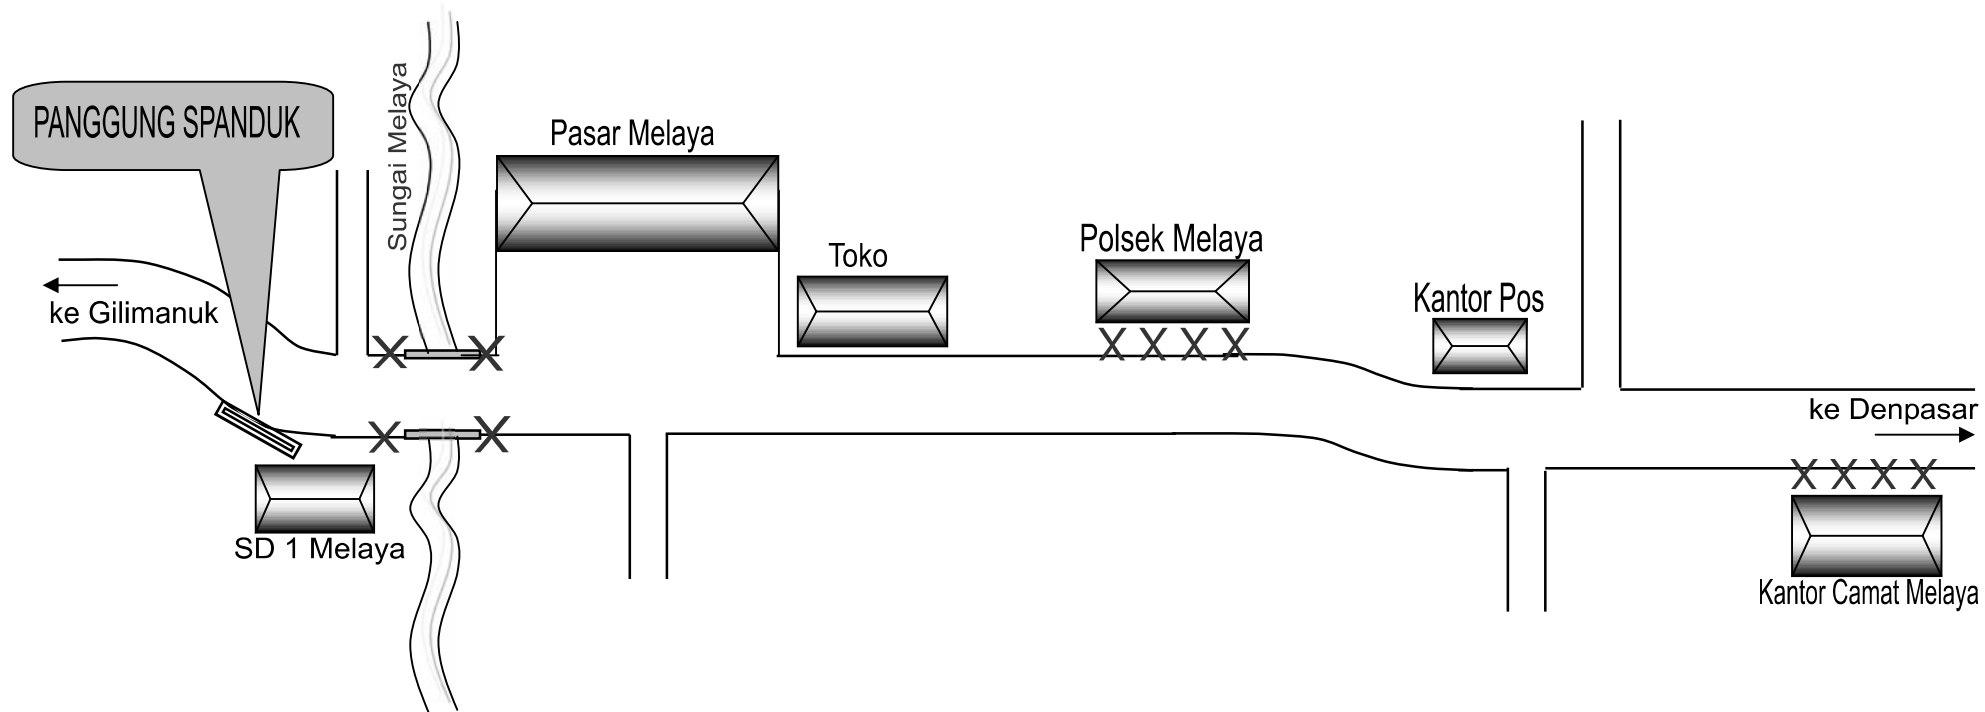 PANGGUNG SPANDUK
Sungai Melaya
Pasar Melaya
Toko
Polsek Melaya
Kantor Pos
ke Gilimanuk
ke Denpasar
SD 1 Melaya
Kantor Camat Melaya